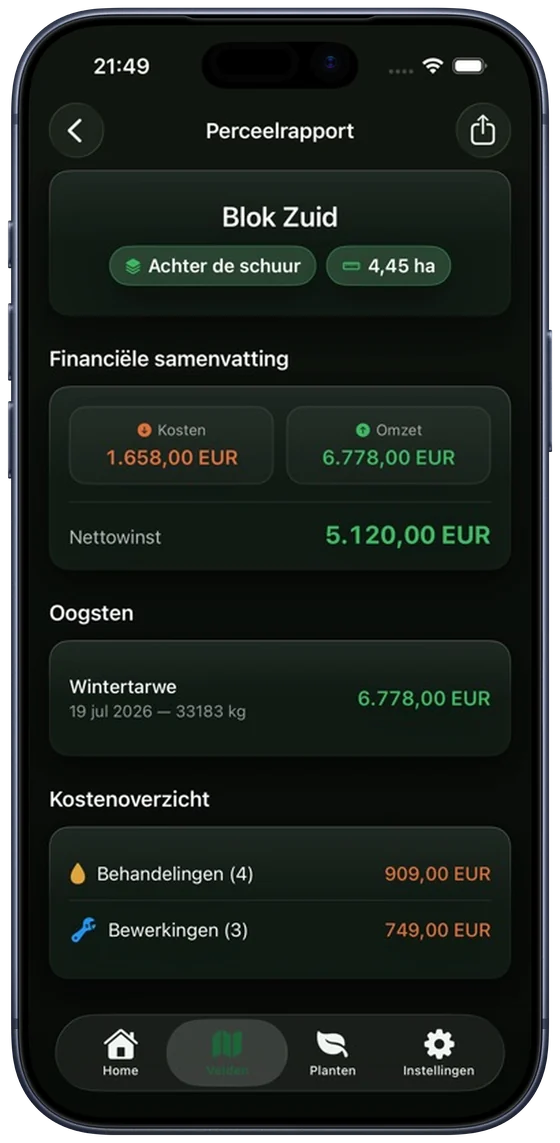 21:49
Perceelrapport
Blok Zuid
Achter de schuur
4,45 ha
Financiële samenvatting
Kosten
Omzet
1.658,00 EUR
6.778,00 EUR
Nettowinst
5.120,00 EUR
Oogsten
Wintertarwe
6.778,00 EUR
19 jul 2026 — 33183 kg
Kostenoverzicht
Behandelingen (4)
909,00 EUR
Bewerkingen (3)
749,00 EUR
Home
Velden
Planten
Instellingen